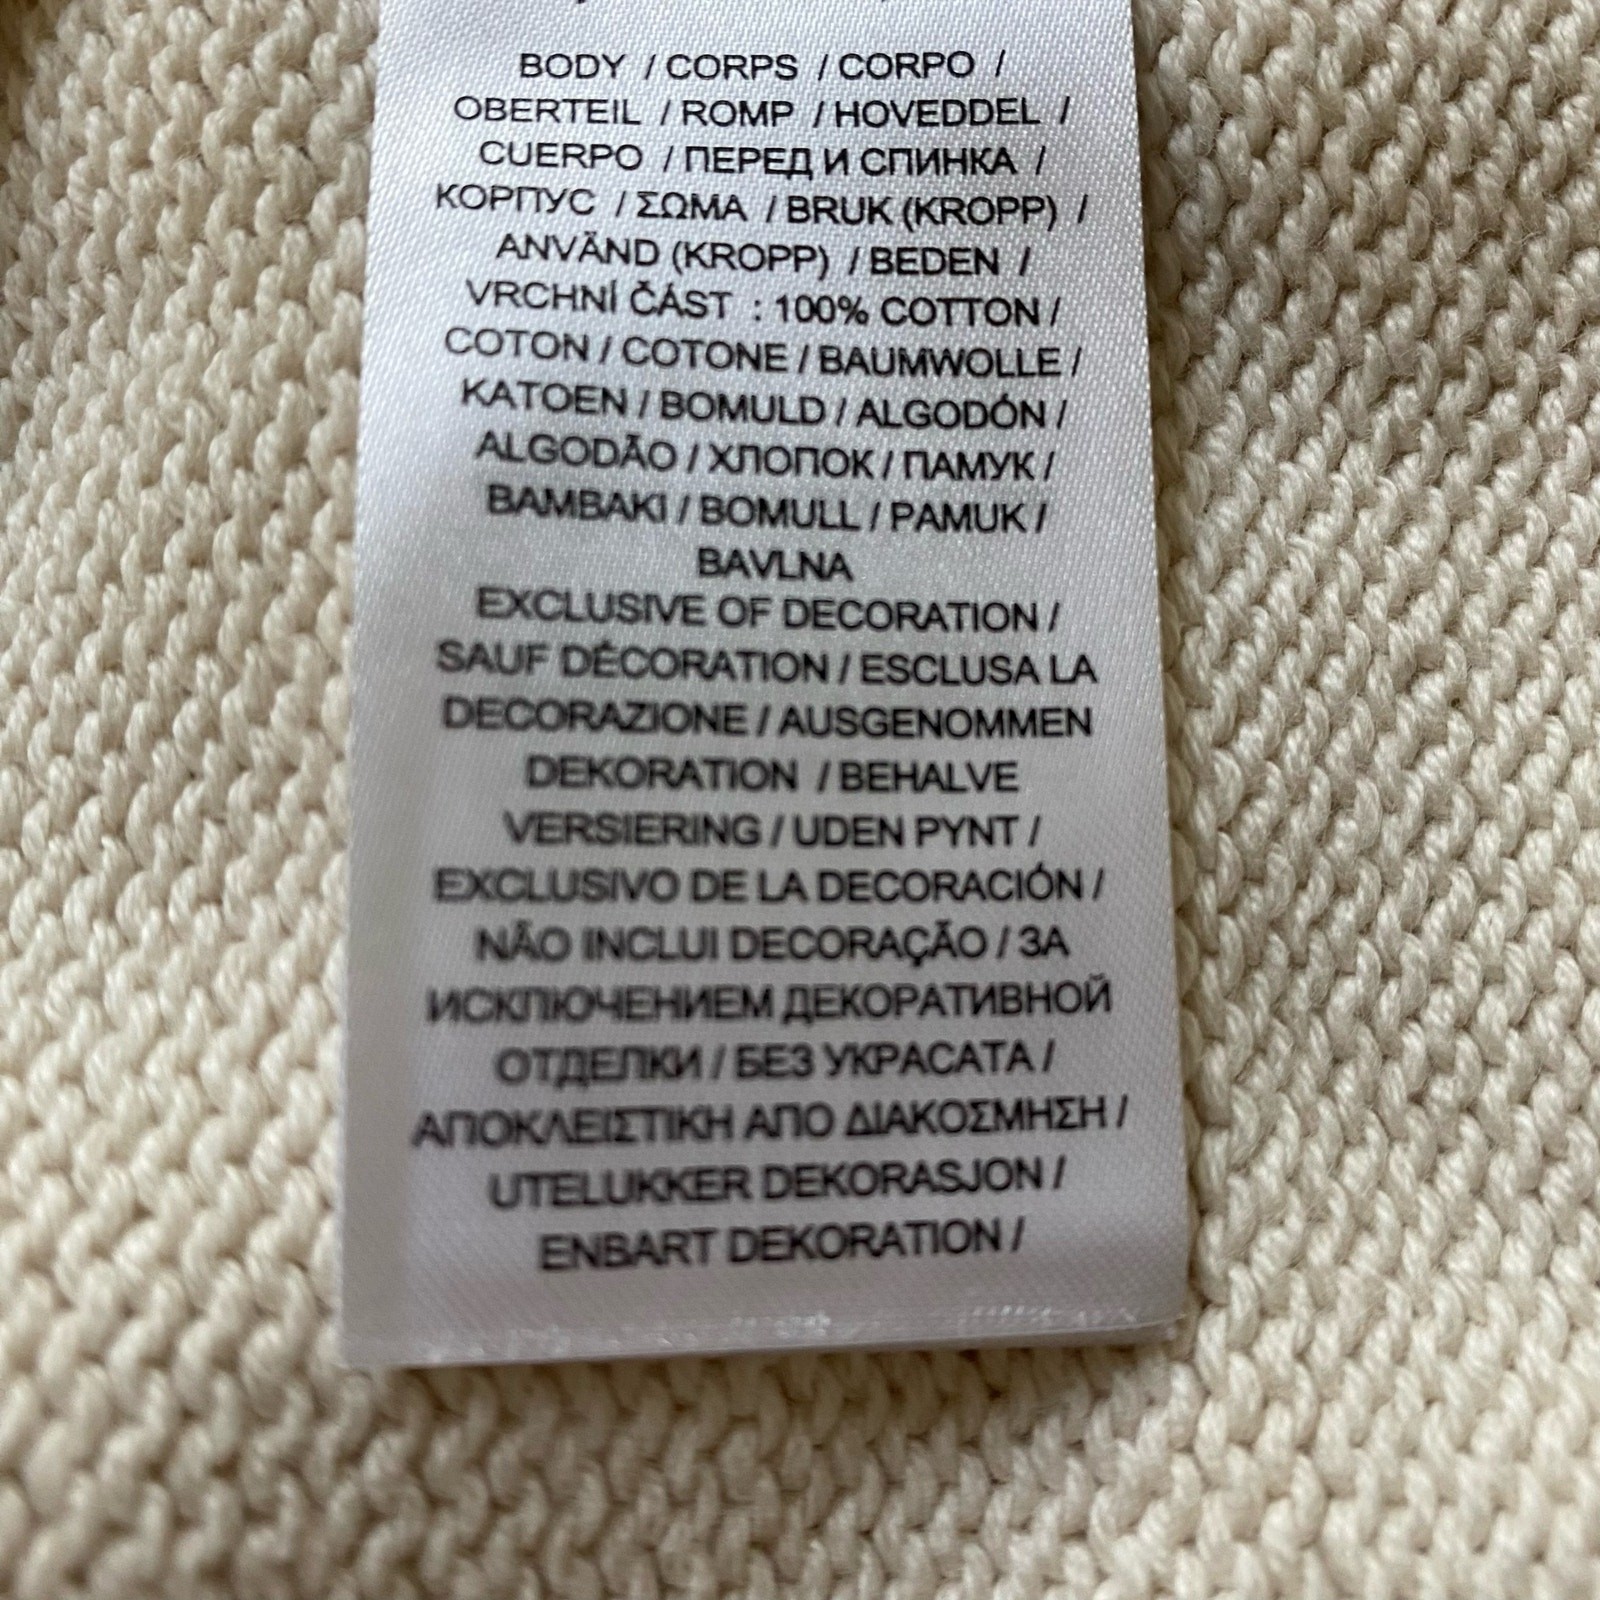 BODY / CORPS / CORPO /
OBERTEIL / ROMP / HOVEDDEL /
CUERPO / ПЕРЕД И СПИНКА /
КОРПУС / ΣΩΜΑ / BRUK (KROPP) /
ANVÄND (KROPP) / BEDEN /
VRCHNÍ ČÁST : 100% COTTON /
COTON / COTONE / BAUMWOLLE /
KATOEN / BOMULD / ALGODÓN /
ALGODÃO / ХЛОПОК / ПАМУК /
BAMBAKI / BOMULL / PAMUK /
BAVLNA
EXCLUSIVE OF DECORATION /
SAUF DÉCORATION / ESCLUSA LA
DECORAZIONE / AUSGENOMMEN
DEKORATION / BEHALVE
VERSIERING / UDEN PYNT /
EXCLUSIVO DE LA DECORACIÓN /
NÃO INCLUI DECORAÇÃO / ЗА
ИСКЛЮЧЕНИЕМ ДЕКОРАТИВНОЙ
ОТДЕЛКИ / БЕЗ УКРАСАТА /
ΑΠΟΚΛΕΙΣΤΙΚΗ ΑΠΟ ΔΙΑΚΟΣΜΗΣΗ /
UTELUKKER DEKORASJON /
ENBART DEKORATION /